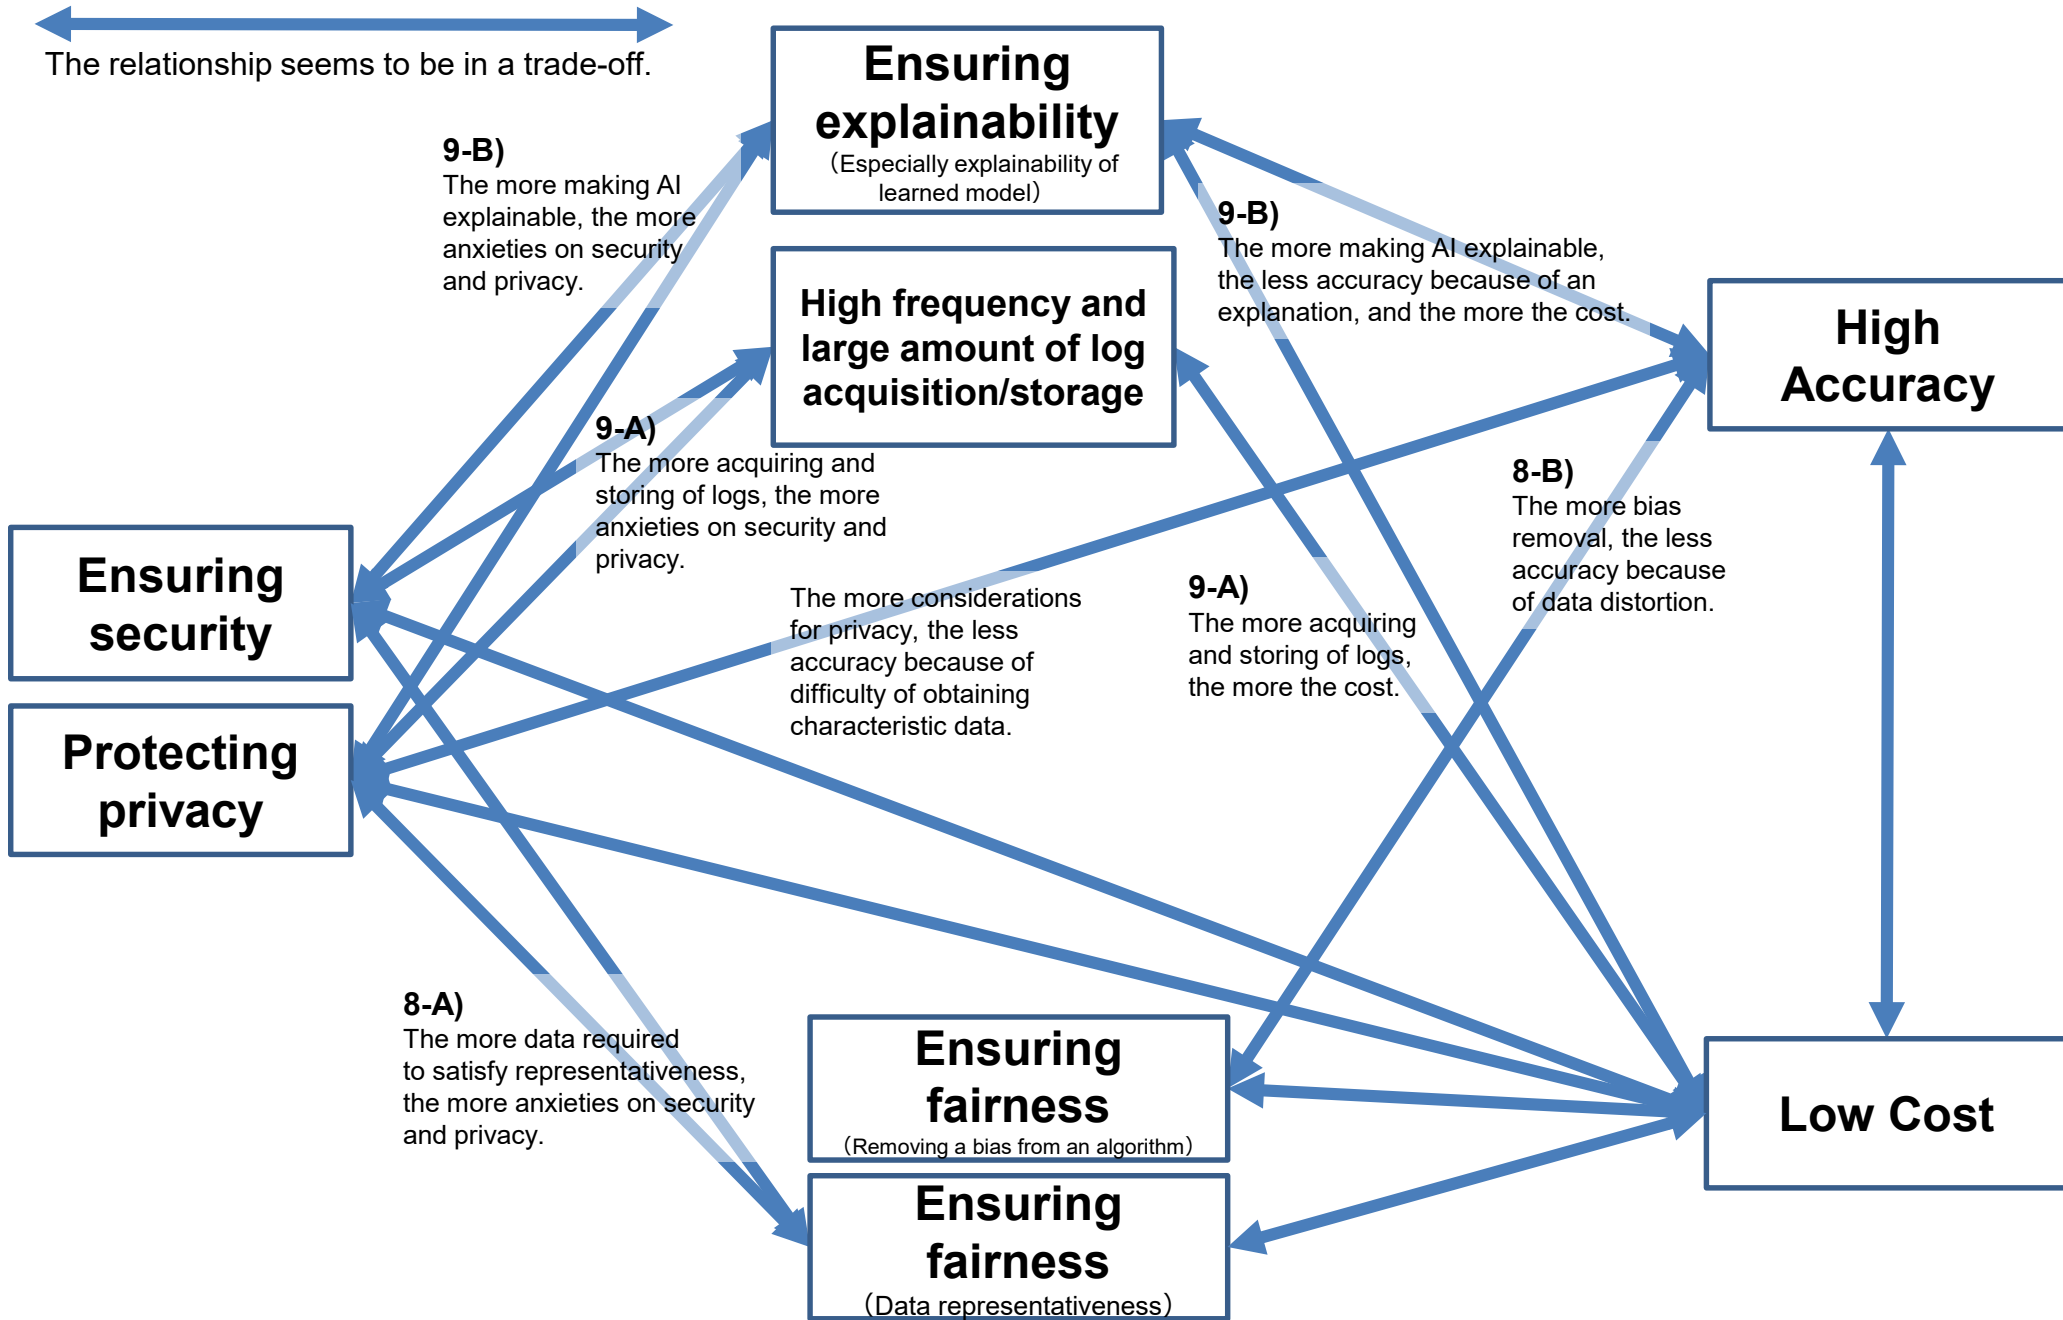 The relationship seems to be in a trade-off.
Ensuring
explainability
（Especially explainability of
learned model）
9-B)
The more making AI
explainable, the more
anxieties on security
and privacy.
9-B)
The more making AI explainable,
the less accuracy because of an
explanation, and the more the cost.
High frequency and
large amount of log
acquisition/storage
High
Accuracy
9-A)
The more acquiring and
storing of logs, the more
anxieties on security and
privacy.
8-B)
The more bias
removal, the less
accuracy because
of data distortion.
Ensuring
security
The more considerations
for privacy, the less
accuracy because of
difficulty of obtaining
characteristic data.
9-A)
The more acquiring
and storing of logs,
the more the cost.
Protecting
privacy
8-A)
The more data required
to satisfy representativeness,
the more anxieties on security
and privacy.
Ensuring
fairness
（Removing a bias from an algorithm）
Low Cost
Ensuring
fairness
（Data representativeness）